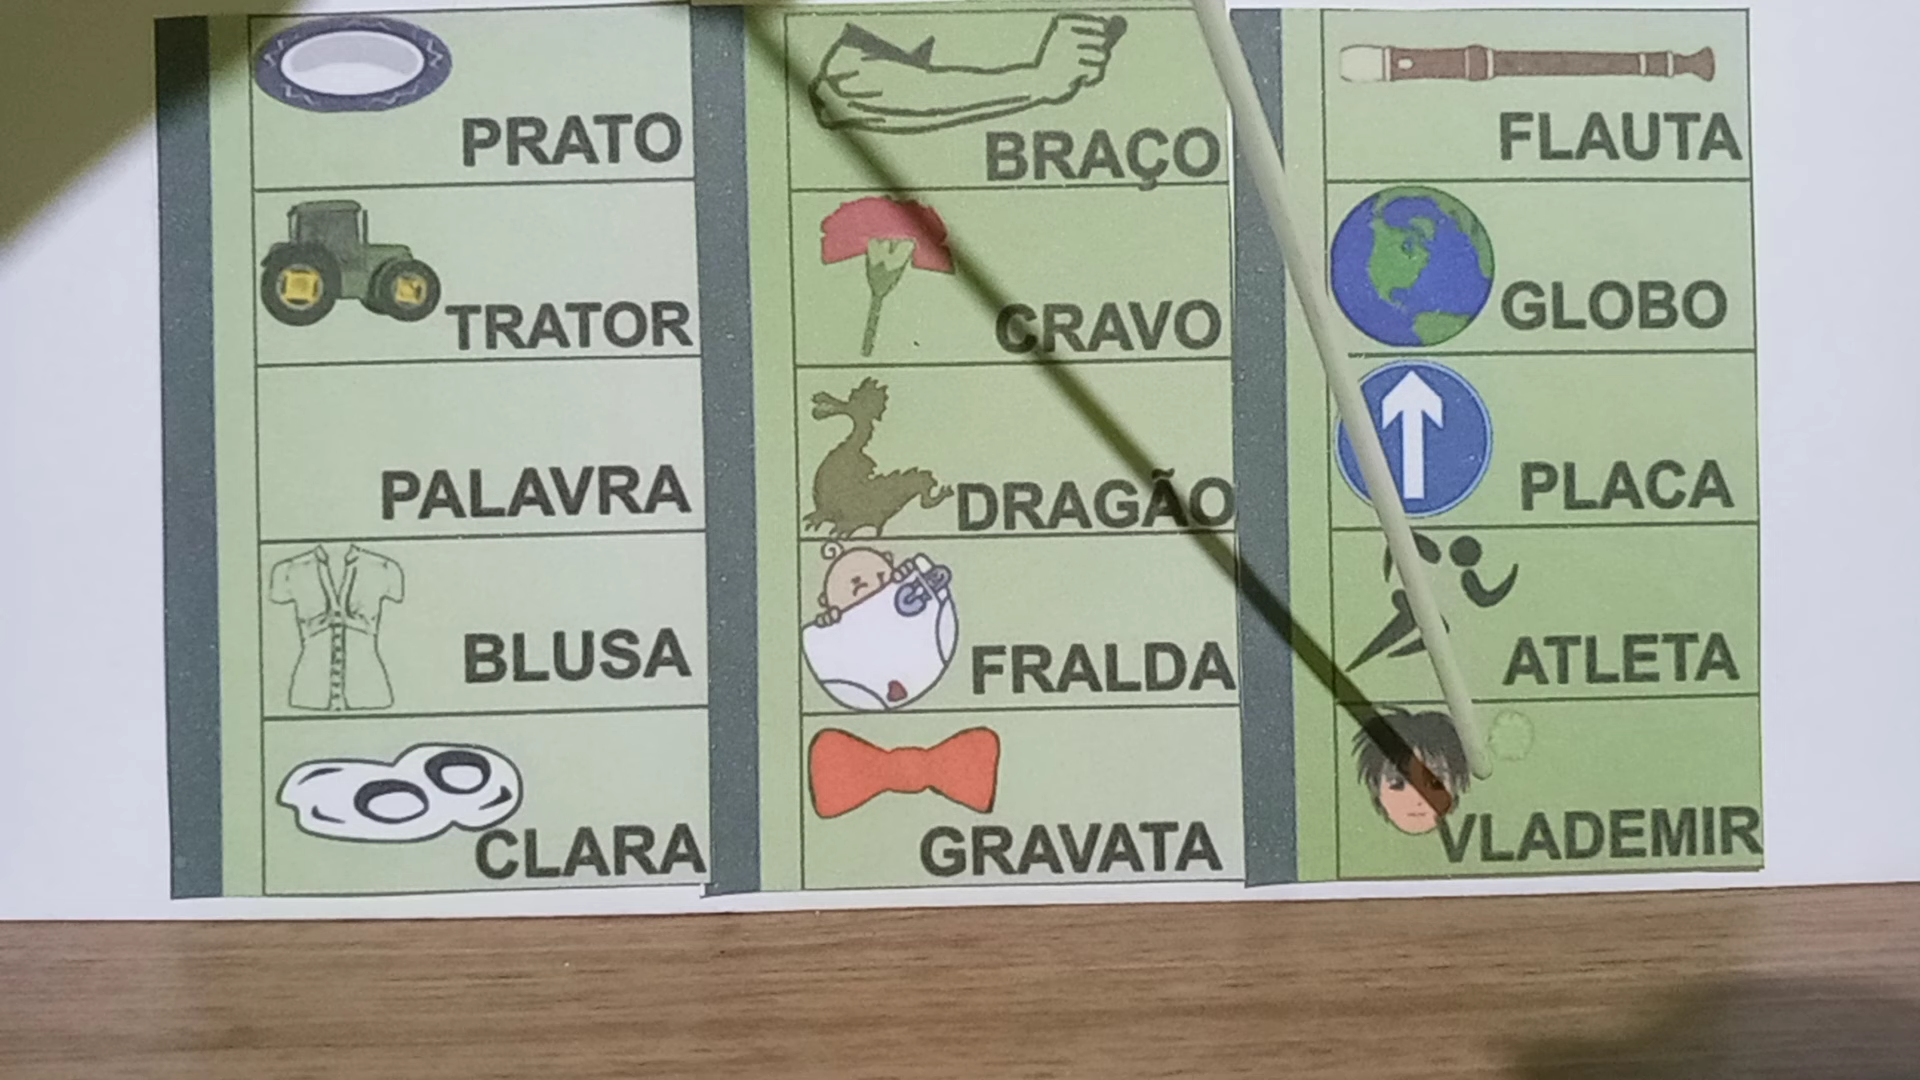 PRATO
TRATOR
PALAVRA
BLUSA
CLARA
BRAÇO
CRAVO
DRAGÃO
FRALDA
GRAVATA
FLAUTA
GLOBO
PLACA
ATLETA
VLADEMIR